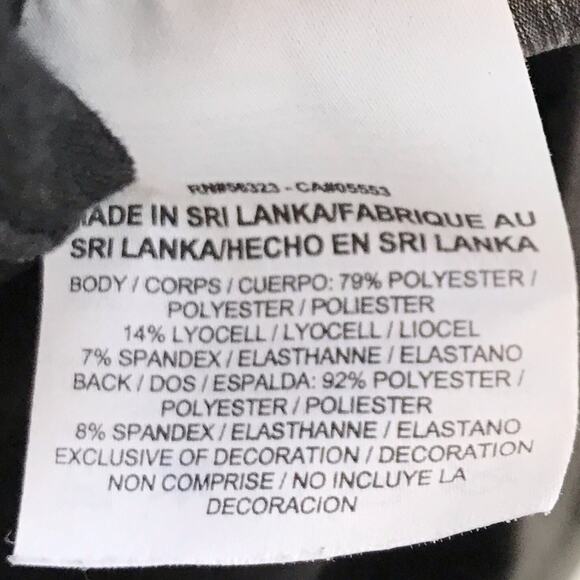 RN#56323 - CA#05553
MADE IN SRI LANKA/FABRIQUE AU
SRI LANKA/HECHO EN SRI LANKA
BODY / CORPS / CUERPO: 79% POLYESTER /
POLYESTER / POLIESTER
14% LYOCELL / LYOCELL / LIOCEL
7% SPANDEX / ELASTHANNE / ELASTANO
BACK / DOS / ESPALDA: 92% POLYESTER /
POLYESTER / POLIESTER
8% SPANDEX / ELASTHANNE / ELASTANO
EXCLUSIVE OF DECORATION / DECORATION
NON COMPRISE / NO INCLUYE LA
DECORACION